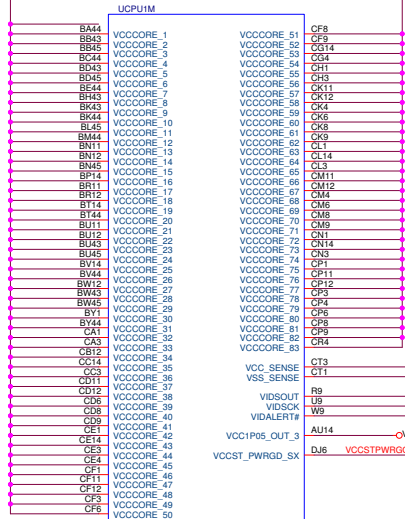 UCPU1M
BA44 VCCCORE_1 VCCCORE_51 CF8
BB43 VCCCORE_2 VCCCORE_52 CF9
BB45 VCCCORE_3 VCCCORE_53 CG14
BC44 VCCCORE_4 VCCCORE_54 CG4
BD43 VCCCORE_5 VCCCORE_55 CH1
BD45 VCCCORE_6 VCCCORE_56 CH3
BE44 VCCCORE_7 VCCCORE_57 CK11
BH43 VCCCORE_8 VCCCORE_58 CK12
BK43 VCCCORE_9 VCCCORE_59 CK4
BK44 VCCCORE_10 VCCCORE_60 CK6
BL45 VCCCORE_11 VCCCORE_61 CK8
BM44 VCCCORE_12 VCCCORE_62 CK9
BN11 VCCCORE_13 VCCCORE_63 CL1
BN12 VCCCORE_14 VCCCORE_64 CL14
BN45 VCCCORE_15 VCCCORE_65 CL3
BP14 VCCCORE_16 VCCCORE_66 CM11
BR11 VCCCORE_17 VCCCORE_67 CM12
BR12 VCCCORE_18 VCCCORE_68 CM4
BT14 VCCCORE_19 VCCCORE_69 CM6
BT44 VCCCORE_20 VCCCORE_70 CM8
BU11 VCCCORE_21 VCCCORE_71 CM9
BU12 VCCCORE_22 VCCCORE_72 CN1
BU43 VCCCORE_23 VCCCORE_73 CN14
BU45 VCCCORE_24 VCCCORE_74 CN3
BV14 VCCCORE_25 VCCCORE_75 CP1
BV44 VCCCORE_26 VCCCORE_76 CP11
BW12 VCCCORE_27 VCCCORE_77 CP12
BW43 VCCCORE_28 VCCCORE_78 CP3
BW45 VCCCORE_29 VCCCORE_79 CP4
BY1 VCCCORE_30 VCCCORE_80 CP6
BY44 VCCCORE_31 VCCCORE_81 CP8
CA1 VCCCORE_32 VCCCORE_82 CP9
CA3 VCCCORE_33 VCCCORE_83 CR4
CB12 VCCCORE_34
CC14 VCCCORE_35 VCC_SENSE CT3
CC3 VCCCORE_36 VSS_SENSE CT1
CD11 VCCCORE_37
CD12 VCCCORE_38 VIDSOUT R9
CD6 VCCCORE_39 VIDSCK U9
CD8 VCCCORE_40 VIDALERT# W9
CD9 VCCCORE_41
CE1 VCCCORE_42 VCC1P05_OUT_3 AU14
CE14 VCCCORE_43
CE3 VCCCORE_44 VCCST_PWRGD_SX DJ6 VCCSTPWRG
CE4 VCCCORE_45
CF1 VCCCORE_46
CF11 VCCCORE_47
CF12 VCCCORE_48
CF3 VCCCORE_49
CF6 VCCCORE_50